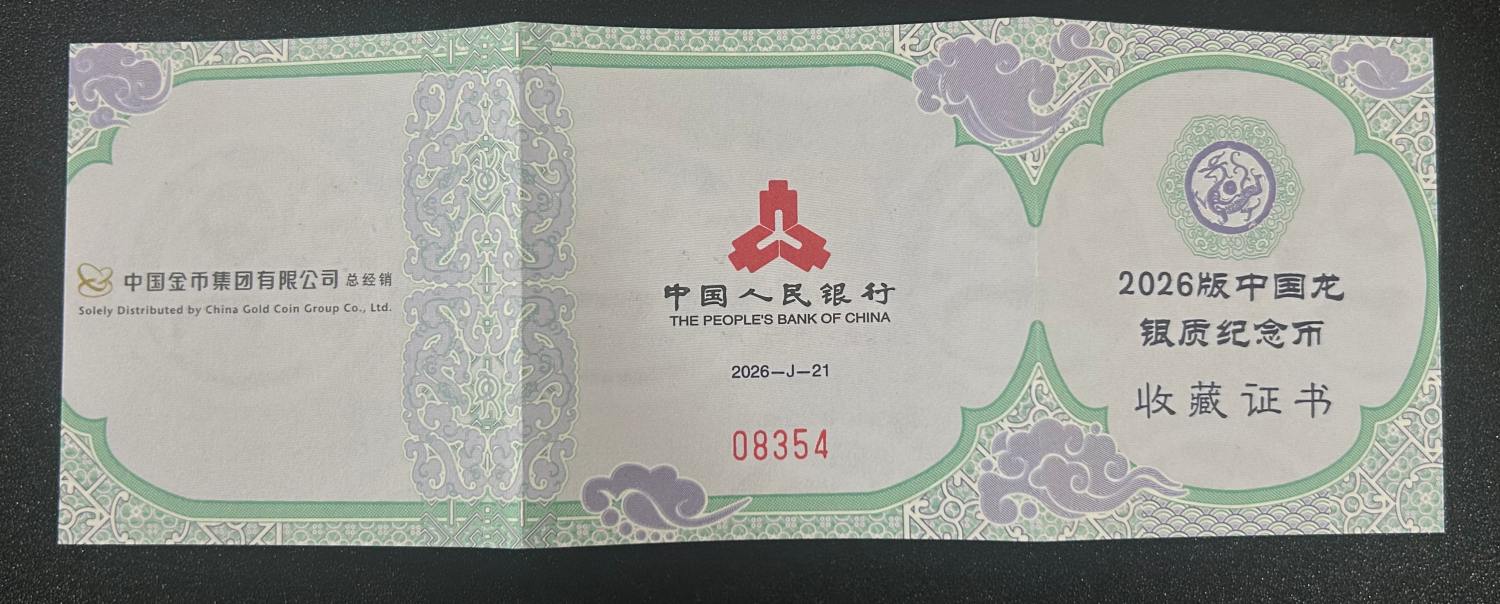 中国金币集团有限公司 总经销
Solely Distributed by China Gold Coin Group Co., Ltd.
中国人民银行
THE PEOPLE'S BANK OF CHINA
2026—J—21
08354
2026版中国龙
银质纪念币
收藏证书